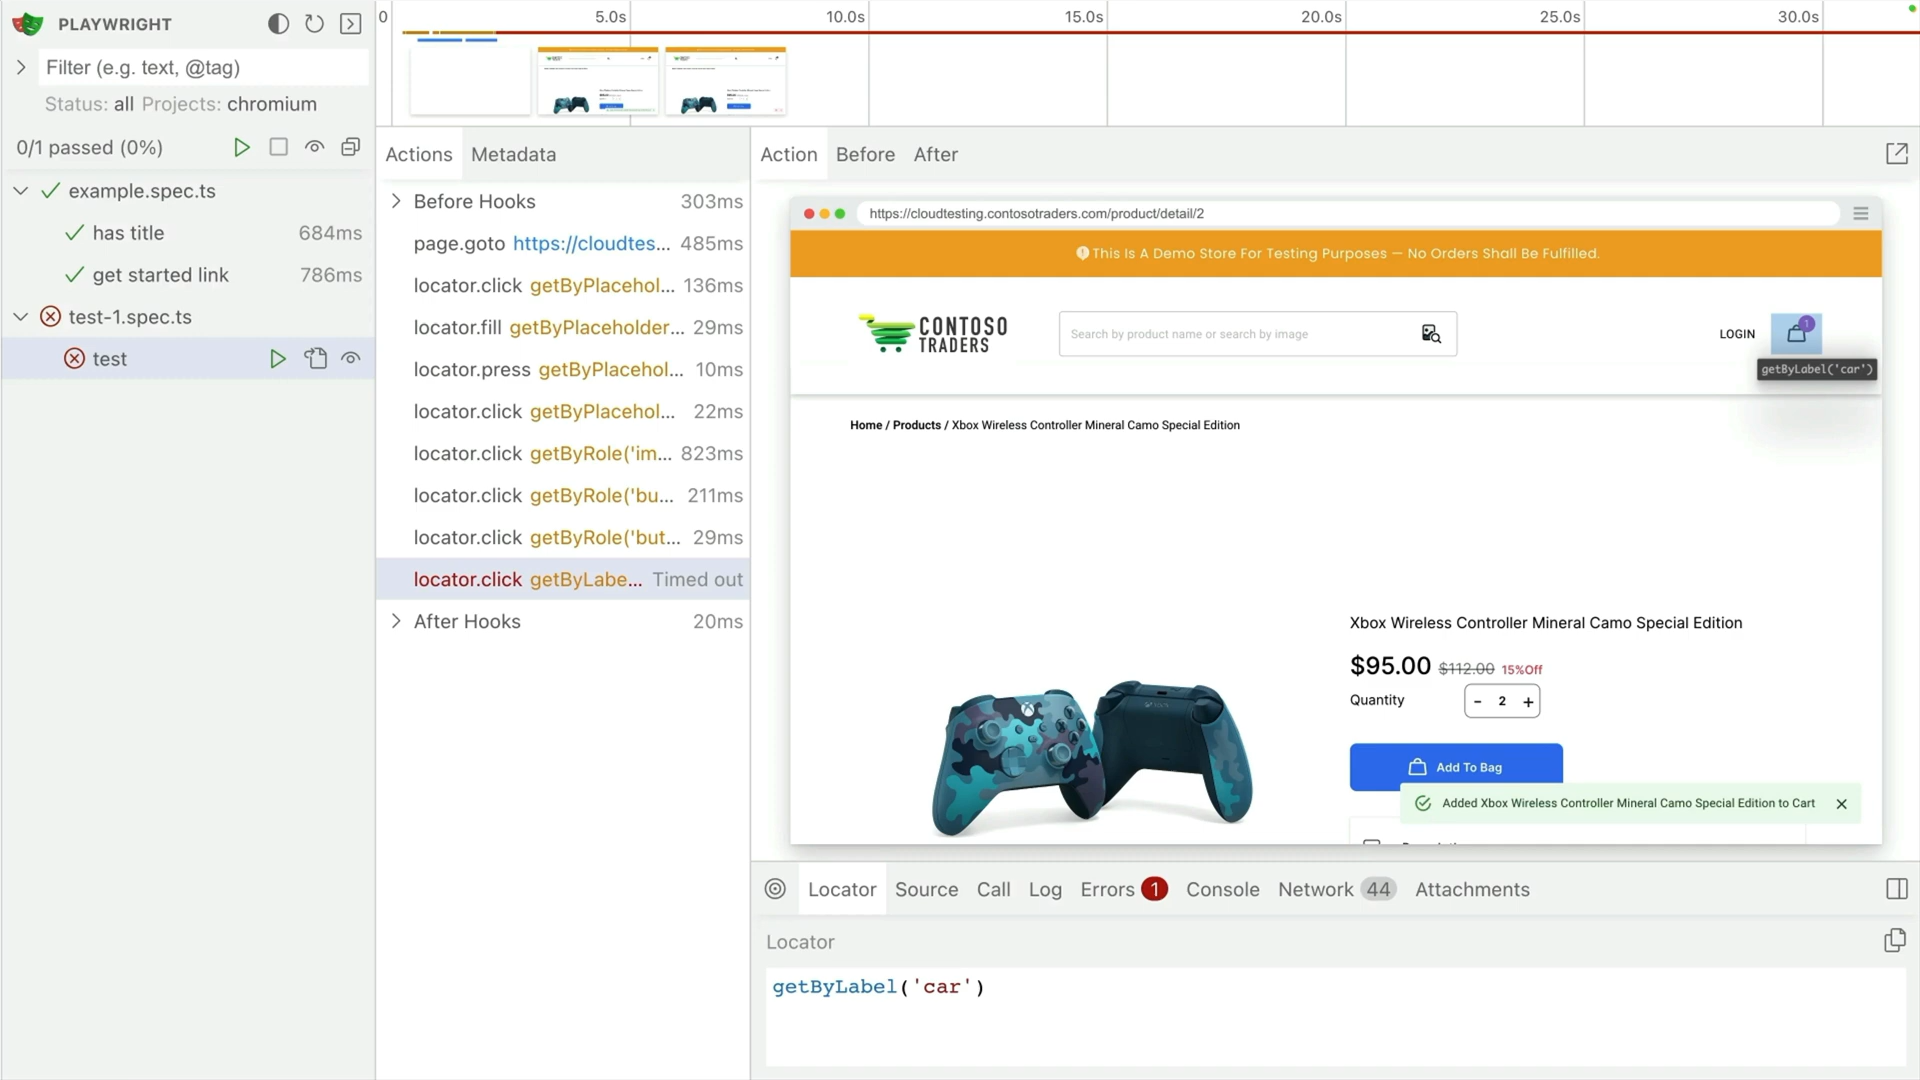 PLAYWRIGHT
Filter (e.g. text, @tag)
Status: all Projects: chromium
0/1 passed (0%)
example.spec.ts
has title 684ms
get started link 786ms
test-1.spec.ts
test
0 5.0s 10.0s 15.0s 20.0s 25.0s 30.0s
Actions Metadata
Before Hooks 303ms
page.goto https://cloudtes... 485ms
locator.click getByPlacehol... 136ms
locator.fill getByPlaceholder... 29ms
locator.press getByPlacehol... 10ms
locator.click getByPlacehol... 22ms
locator.click getByRole('im... 823ms
locator.click getByRole('bu... 211ms
locator.click getByRole('but... 29ms
locator.click getByLabe... Timed out
After Hooks 20ms
Action Before After
https://cloudtesting.contosotraders.com/product/detail/2
This Is A Demo Store For Testing Purposes — No Orders Shall Be Fulfilled.
CONTOSO
TRADERS
Search by product name or search by image
LOGIN
1
getByLabel('car')
Home / Products / Xbox Wireless Controller Mineral Camo Special Edition
Xbox Wireless Controller Mineral Camo Special Edition
$95.00 $112.00 15%Off
Quantity - 2 +
Add To Bag
Added Xbox Wireless Controller Mineral Camo Special Edition to Cart
Locator Source Call Log Errors 1 Console Network 44 Attachments
Locator
getByLabel('car')